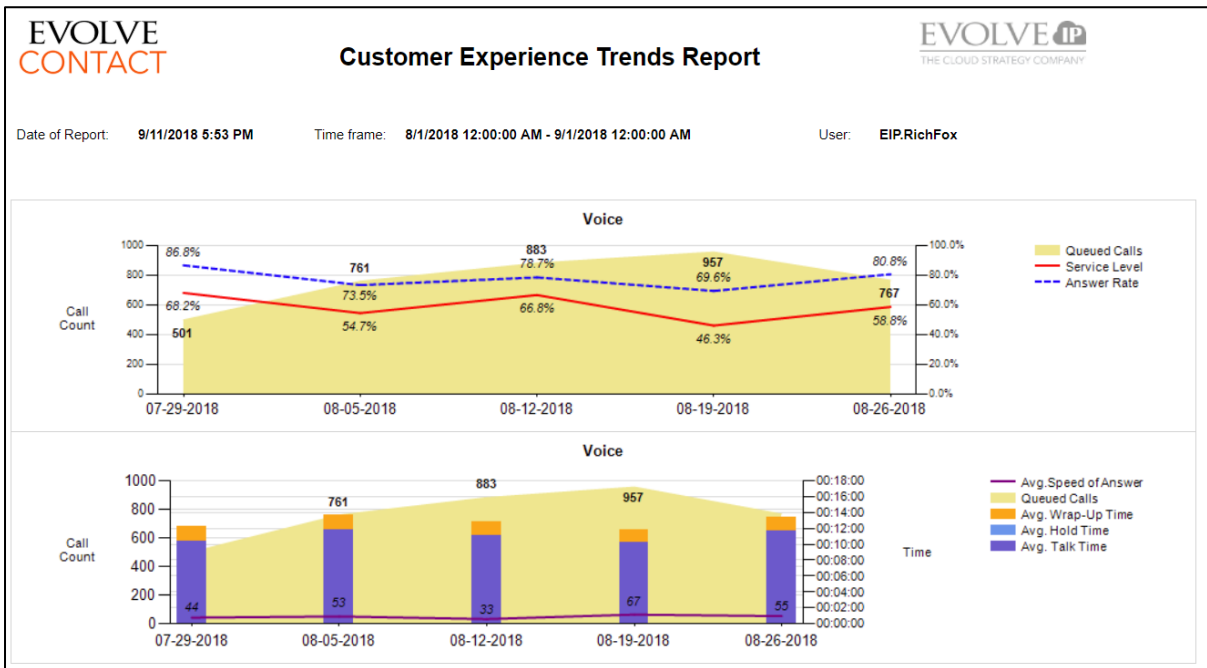 EVOLVE
CONTACT
Customer Experience Trends Report
EVOLVE IP
THE CLOUD STRATEGY COMPANY
Date of Report: 9/11/2018 5:53 PM Time frame: 8/1/2018 12:00:00 AM - 9/1/2018 12:00:00 AM User: EIP.RichFox
Voice
Call
Count
1000
800
600
400
200
0
86.8%
68.2%
501
761
73.5%
54.7%
883
78.7%
66.8%
957
69.6%
46.3%
80.8%
767
58.8%
100.0%
80.0%
60.0%
40.0%
20.0%
0.0%
07-29-2018 08-05-2018 08-12-2018 08-19-2018 08-26-2018
Queued Calls
Service Level
Answer Rate
Voice
Call
Count
1000
800
600
400
200
0
44
761
53
883
33
957
67
55
00:18:00
00:16:00
00:14:00
00:12:00
00:10:00
00:08:00
00:06:00
00:04:00
00:02:00
00:00:00
Time
07-29-2018 08-05-2018 08-12-2018 08-19-2018 08-26-2018
Avg.Speed of Answer
Queued Calls
Avg. Wrap-Up Time
Avg. Hold Time
Avg. Talk Time